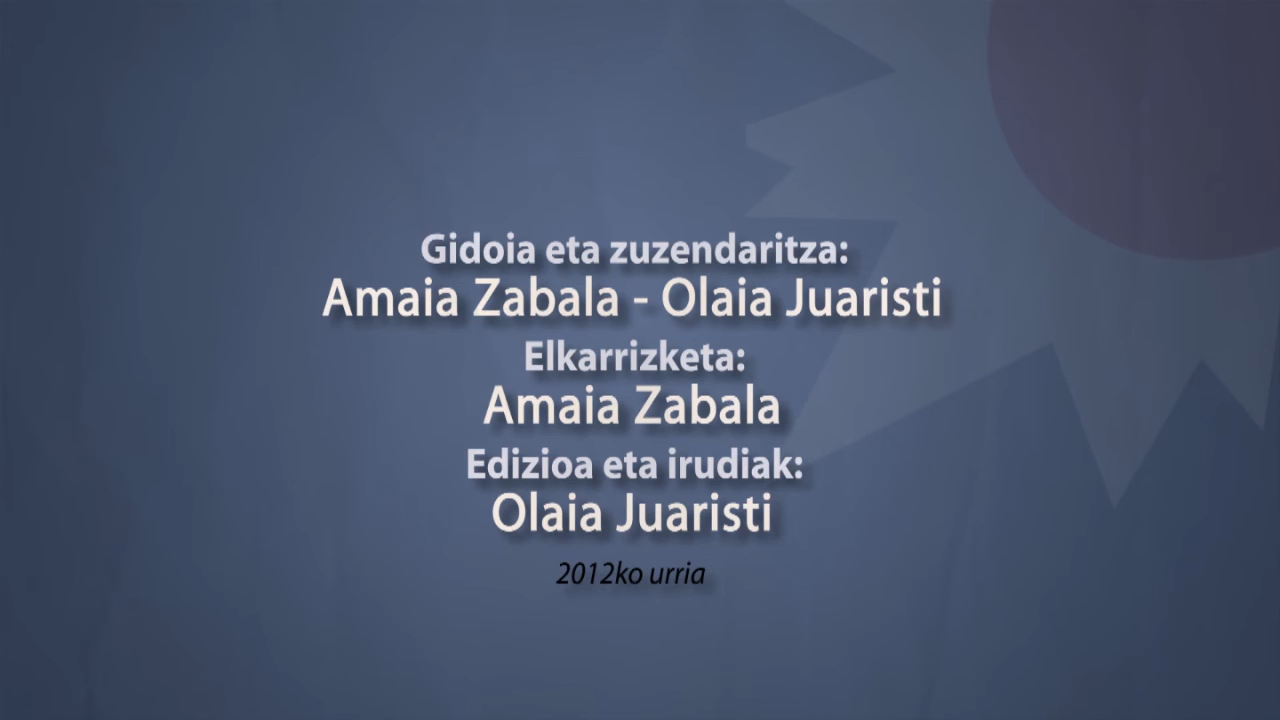 Gidoia eta zuzendaritza:
Amaia Zabala - Olaia Juaristi
Elkarrizketa:
Amaia Zabala
Edizioa eta irudiak:
Olaia Juaristi
2012ko urria